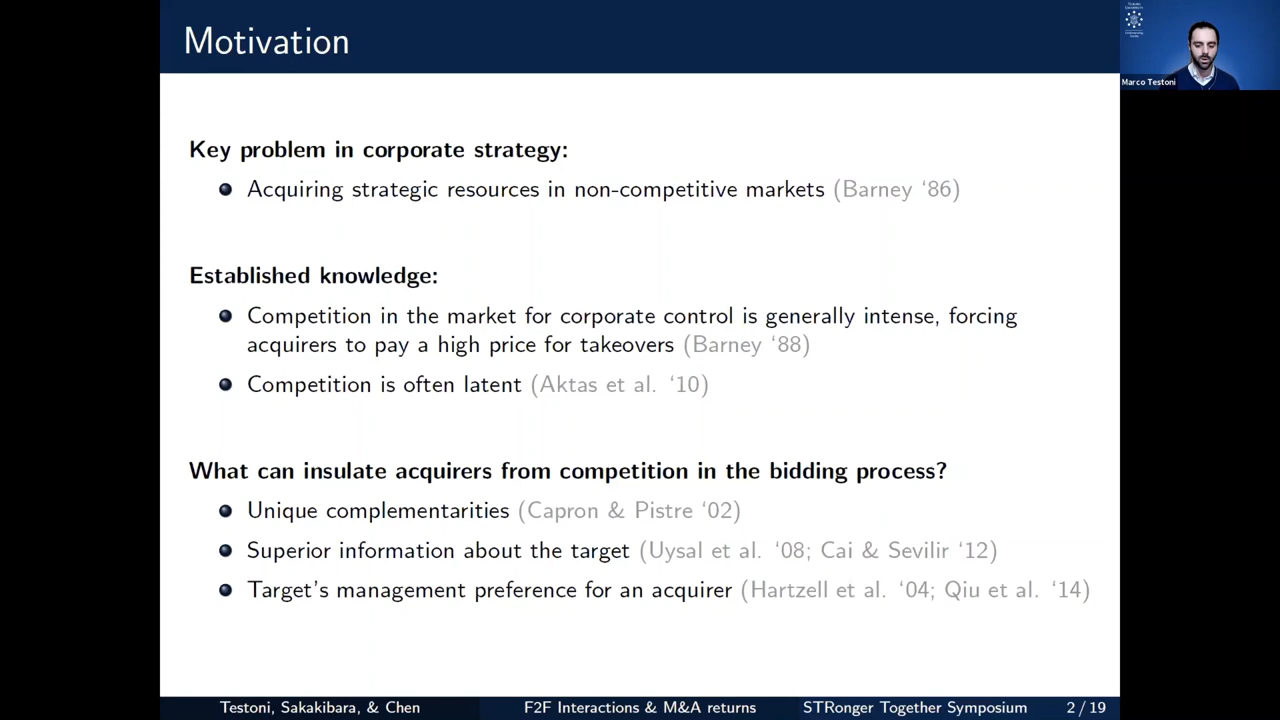 Motivation
Marco Testoni
Key problem in corporate strategy:
Acquiring strategic resources in non-competitive markets (Barney ‘86)
Established knowledge:
Competition in the market for corporate control is generally intense, forcing
acquirers to pay a high price for takeovers (Barney ‘88)
Competition is often latent (Aktas et al. ‘10)
What can insulate acquirers from competition in the bidding process?
Unique complementarities (Capron & Pistre ‘02)
Superior information about the target (Uysal et al. ‘08; Cai & Sevilir ‘12)
Target’s management preference for an acquirer (Hartzell et al. ‘04; Qiu et al. ‘14)
Testoni, Sakakibara, & Chen F2F Interactions & M&A returns STRonger Together Symposium 2 / 19